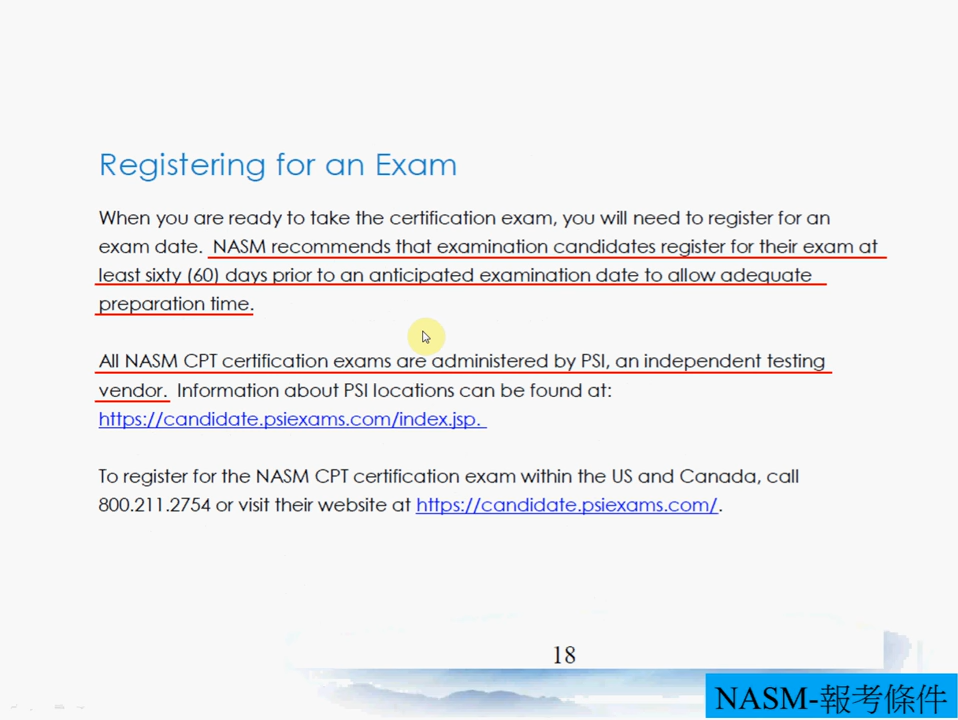 Registering for an Exam
When you are ready to take the certification exam, you will need to register for an
exam date. NASM recommends that examination candidates register for their exam at
least sixty (60) days prior to an anticipated examination date to allow adequate
preparation time.
All NASM CPT certification exams are administered by PSI, an independent testing
vendor. Information about PSI locations can be found at:
https://candidate.psiexams.com/index.jsp.
To register for the NASM CPT certification exam within the US and Canada, call
800.211.2754 or visit their website at https://candidate.psiexams.com/.
18
NASM-報考條件